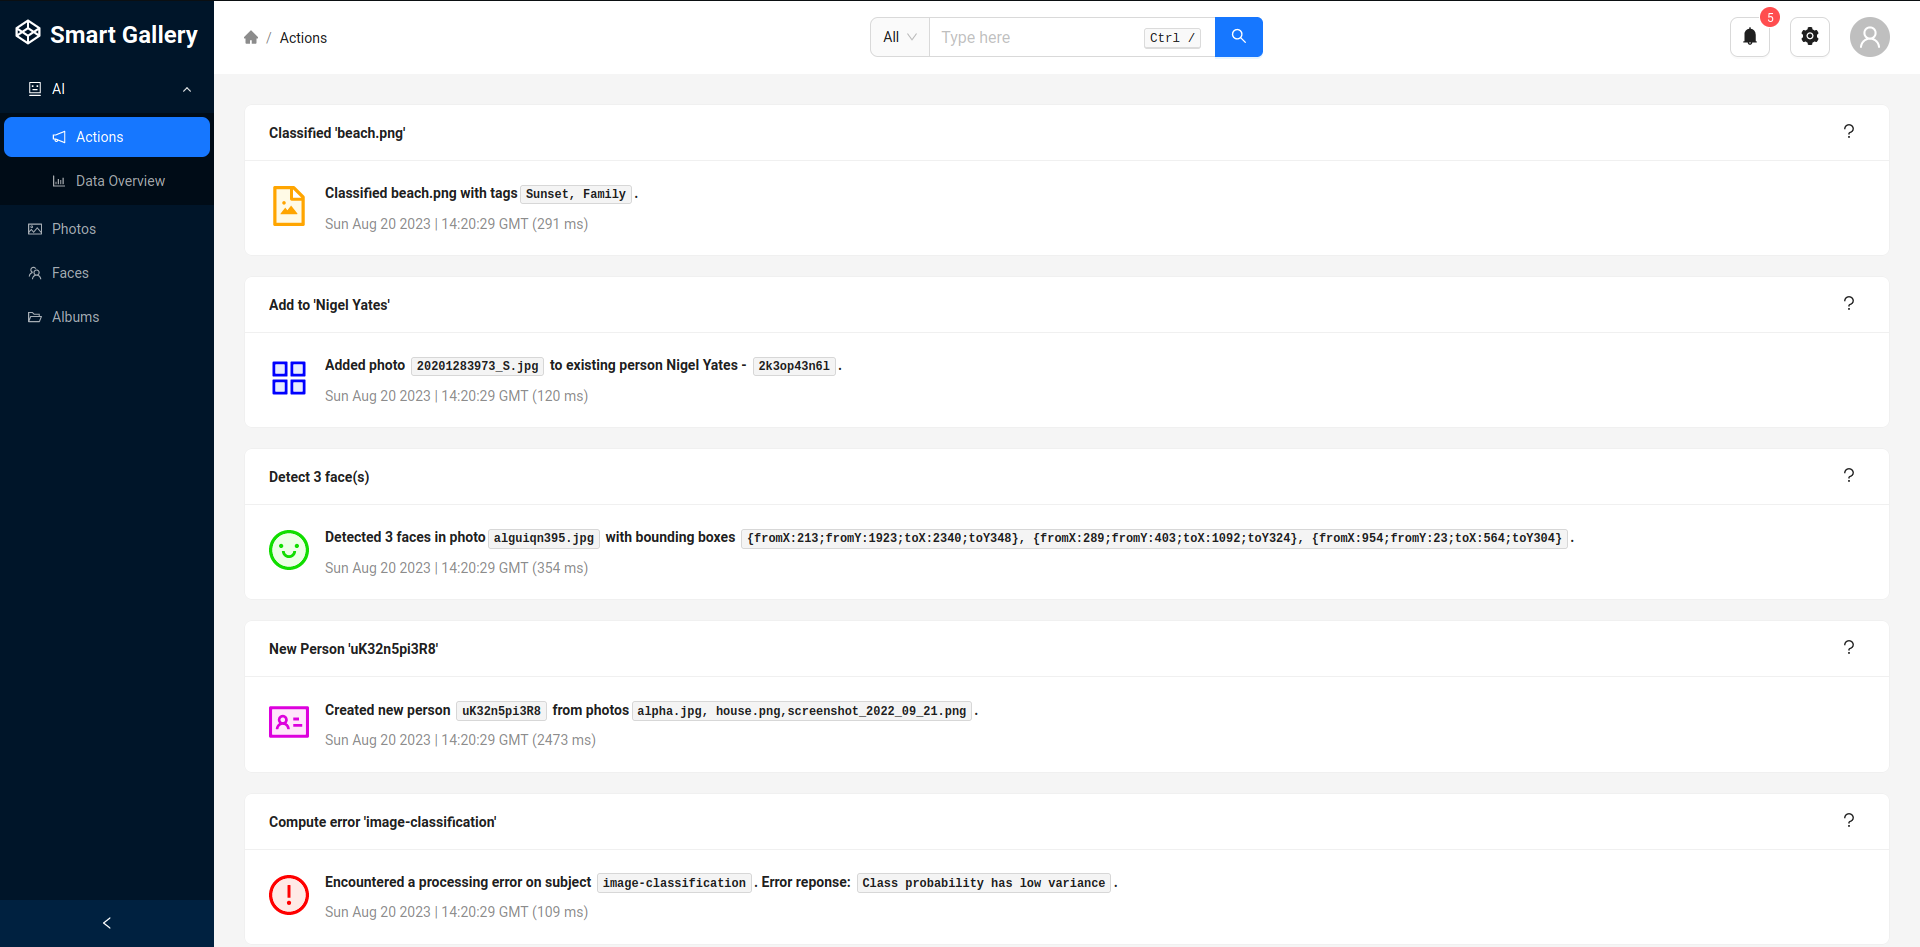 Smart Gallery
/ Actions
All
Type here
Ctrl /
5
AI
Actions
Data Overview
Photos
Faces
Albums
Classified 'beach.png'
?
Classified beach.png with tags Sunset, Family .
Sun Aug 20 2023 | 14:20:29 GMT (291 ms)
Add to 'Nigel Yates'
?
Added photo 20201283973_S.jpg to existing person Nigel Yates - 2k3op43n6l .
Sun Aug 20 2023 | 14:20:29 GMT (120 ms)
Detect 3 face(s)
?
Detected 3 faces in photo alguiqn395.jpg with bounding boxes {fromX:213;fromY:1923;toX:2340;toY348}, {fromX:289;fromY:403;toX:1092;toY324}, {fromX:954;fromY:23;toX:564;toY304} .
Sun Aug 20 2023 | 14:20:29 GMT (354 ms)
New Person 'uK32n5pi3R8'
?
Created new person uK32n5pi3R8 from photos alpha.jpg, house.png,screenshot_2022_09_21.png .
Sun Aug 20 2023 | 14:20:29 GMT (2473 ms)
Compute error 'image-classification'
?
Encountered a processing error on subject image-classification . Error reponse: Class probability has low variance .
Sun Aug 20 2023 | 14:20:29 GMT (109 ms)